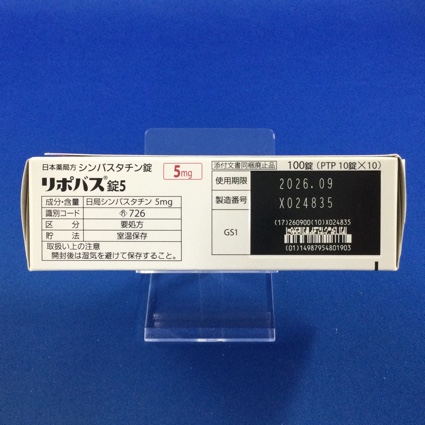 日本薬局方 シンバスタチン錠
リポバス®錠5
5mg
成分・含量 日局シンバスタチン 5mg
識別コード 726
区 分 要処方
貯 法 室温保存
取扱い上の注意
開封後は湿気を避けて保存すること。
添付文書同梱廃止品 100錠 (PTP 10錠×10)
使用期限 2026.09
製造番号 X024835
GS1
(17)260900(10)X024835
(01)14987954801903